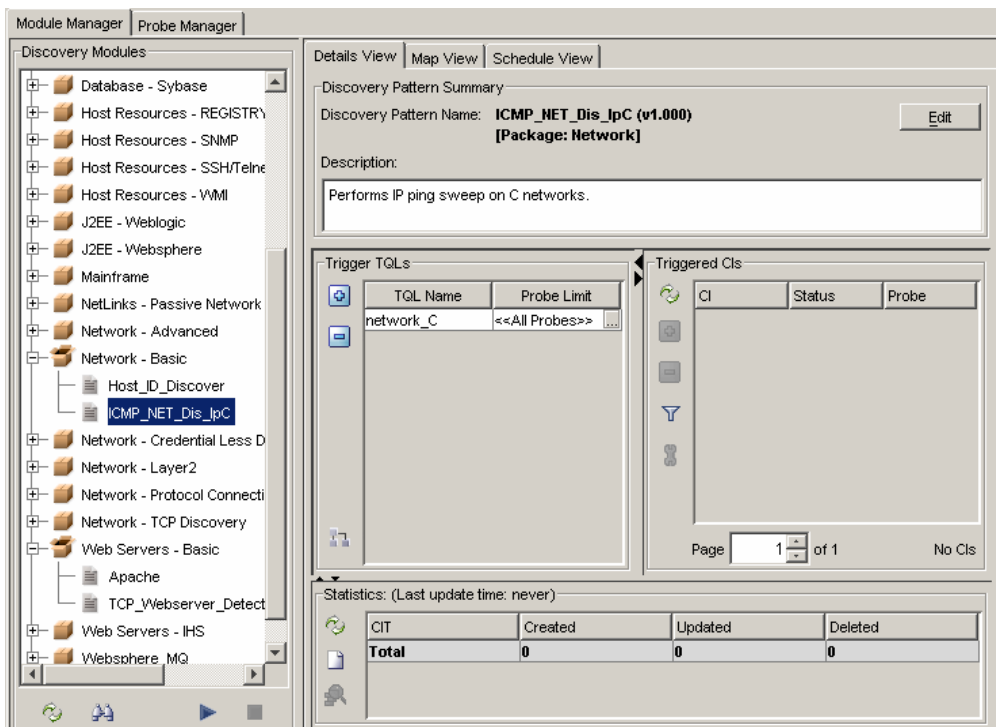 Module Manager Probe Manager
Discovery Modules
Database - Sybase
Host Resources - REGISTRY
Host Resources - SNMP
Host Resources - SSH/Telne
Host Resources - WMI
J2EE - Weblogic
J2EE - Websphere
Mainframe
NetLinks - Passive Network
Network - Advanced
Network - Basic
Host_ID_Discover
ICMP_NET_Dis_IpC
Network - Credential Less D
Network - Layer2
Network - Protocol Connecti
Network - TCP Discovery
Web Servers - Basic
Apache
TCP_Webserver_Detect
Web Servers - IHS
Websphere_MQ
Details View Map View Schedule View
Discovery Pattern Summary
Discovery Pattern Name: ICMP_NET_Dis_IpC (v1.000) Edit
[Package: Network]
Description:
Performs IP ping sweep on C networks.
Trigger TQLs
TQL Name Probe Limit
network_C <<All Probes>> ...
Triggered CIs
CI Status Probe
Page 1 of 1 No CIs
Statistics: (Last update time: never)
CIT Created Updated Deleted
Total 0 0 0